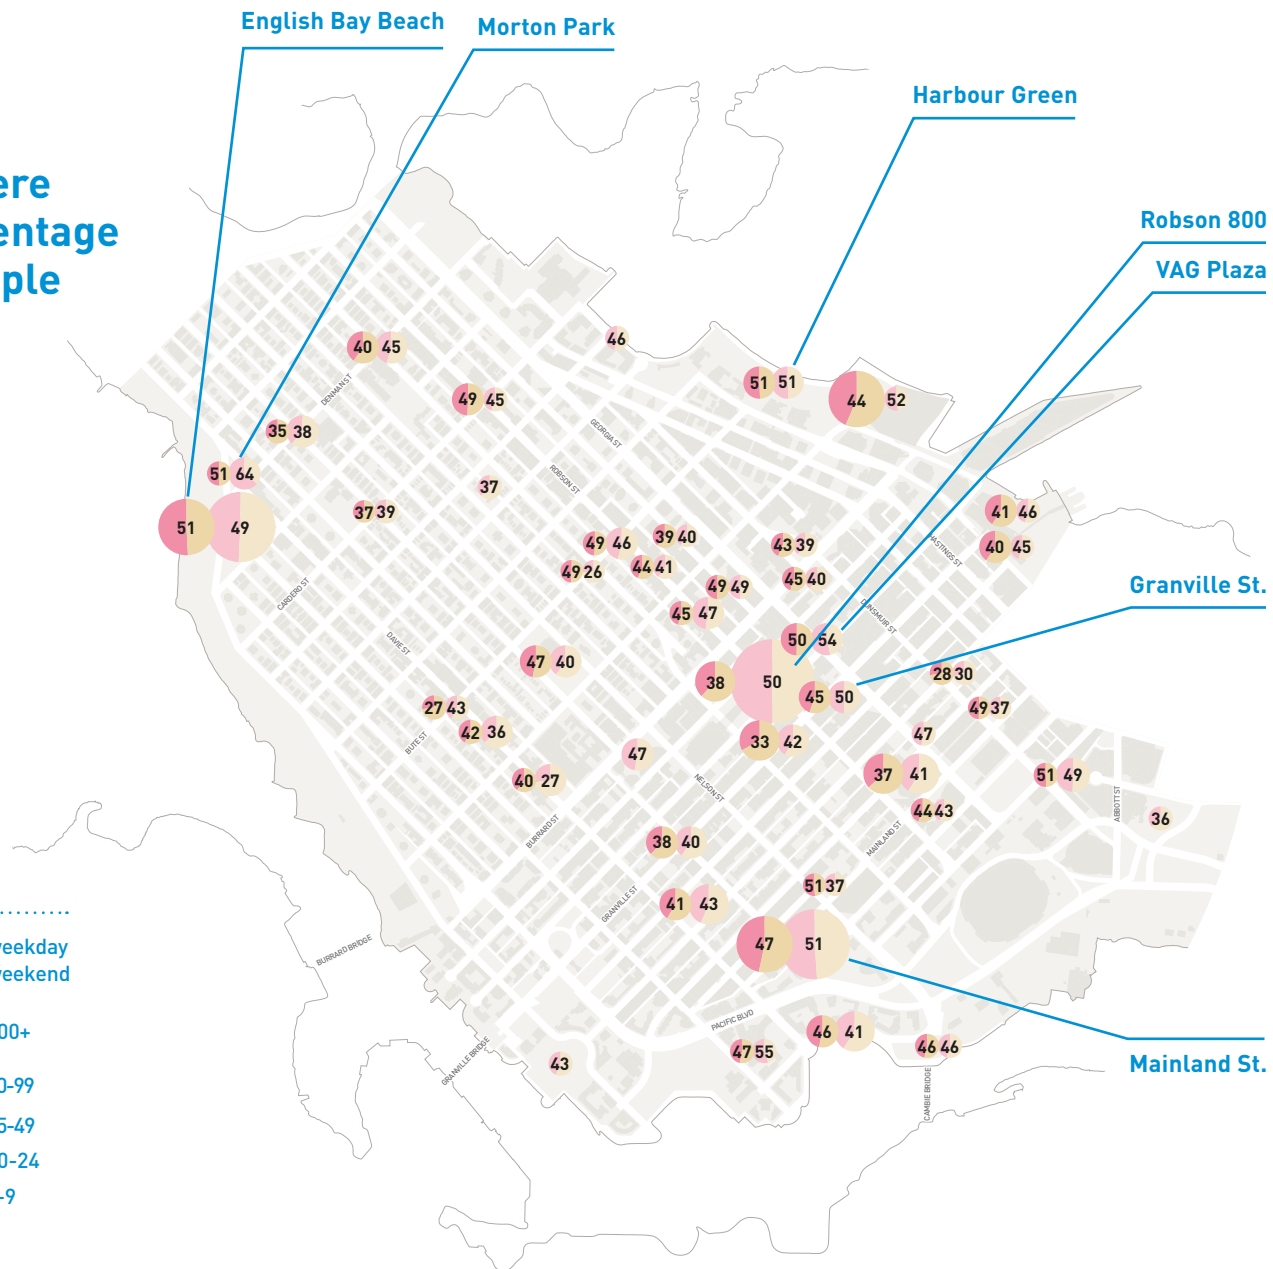 English Bay Beach
Morton Park
Harbour Green
ere
entage
ple
Robson 800
VAG Plaza
46
40 45
DENMAN ST
51 51
44 52
49 45
35 38
GEORGIA ST
51 64
ROBSON ST
37
51 49
37 39
41 46
49 46
39 40
43 39
HASTINGS ST
40 45
49 26
44 41
45 40
49 49
Granville St.
CARDERO ST
45 47
DUNSMUIR ST
DAVIE ST
50 54
47 40
28 30
38 50
45 50
27 43
49 37
42 36
BUTE ST
33 42
47
47
37 41
51 49
40 27
NELSON ST
ABBOTT ST
44 43
36
BURRARD ST
MAINLAND ST
38 40
51 37
41 43
GRANVILLE ST
47 51
BURRARD BRIDGE
eekday
eekend
PACIFIC BLVD
00+
46 41
46 46
47 55
GRANVILLE BRIDGE
43
Mainland St.
0-99
CAMBIE BRIDGE
5-49
0-24
-9